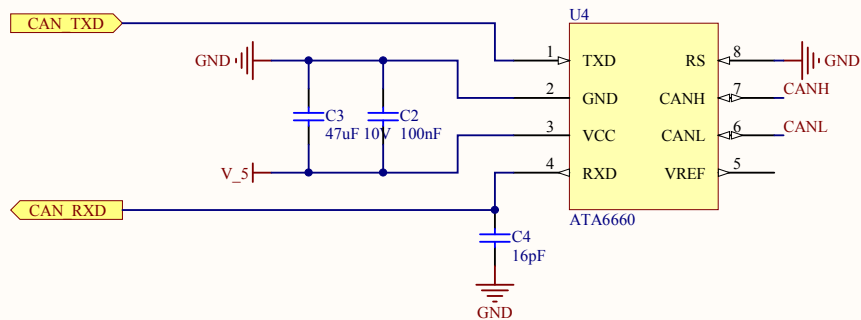 U4
CAN_TXD
1 TXD RS 8
GND GND
2 GND CANH 7 CANH
C3 C2
47uF 10V 100nF
3 VCC CANL 6 CANL
V_5
4 RXD VREF 5
CAN_RXD
ATA6660
C4
16pF
GND